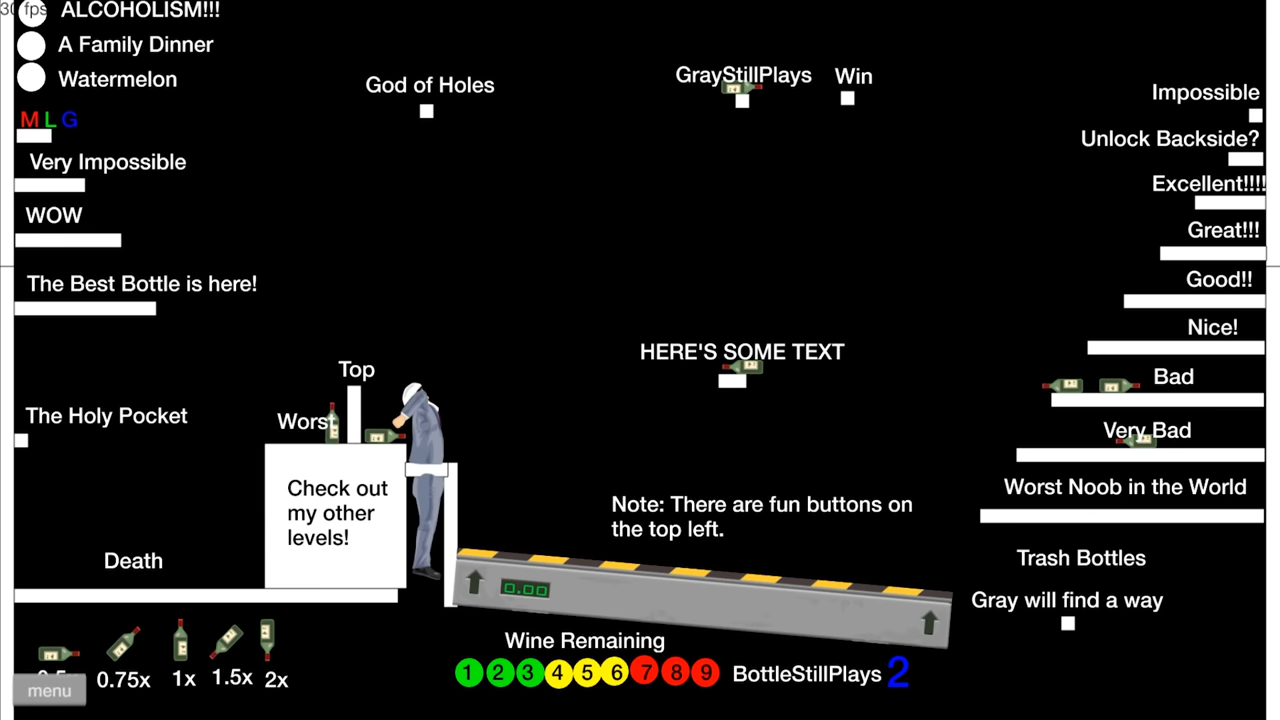 30 fps
ALCOHOLISM!!!
A Family Dinner
Watermelon
God of Holes
GrayStillPlays
Win
Impossible
MLG
Unlock Backside?
Very Impossible
Excellent!!!!
WOW
Great!!!
The Best Bottle is here!
Good!!
Nice!
HERE'S SOME TEXT
Top
Bad
The Holy Pocket
Worst
Very Bad
Check out
my other
levels!
Worst Noob in the World
Note: There are fun buttons on
the top left.
Death
Trash Bottles
0.00
Gray will find a way
Wine Remaining
0.75x
1x
1.5x
2x
1 2 3 4 5 6 7 8 9
BottleStillPlays 2
menu